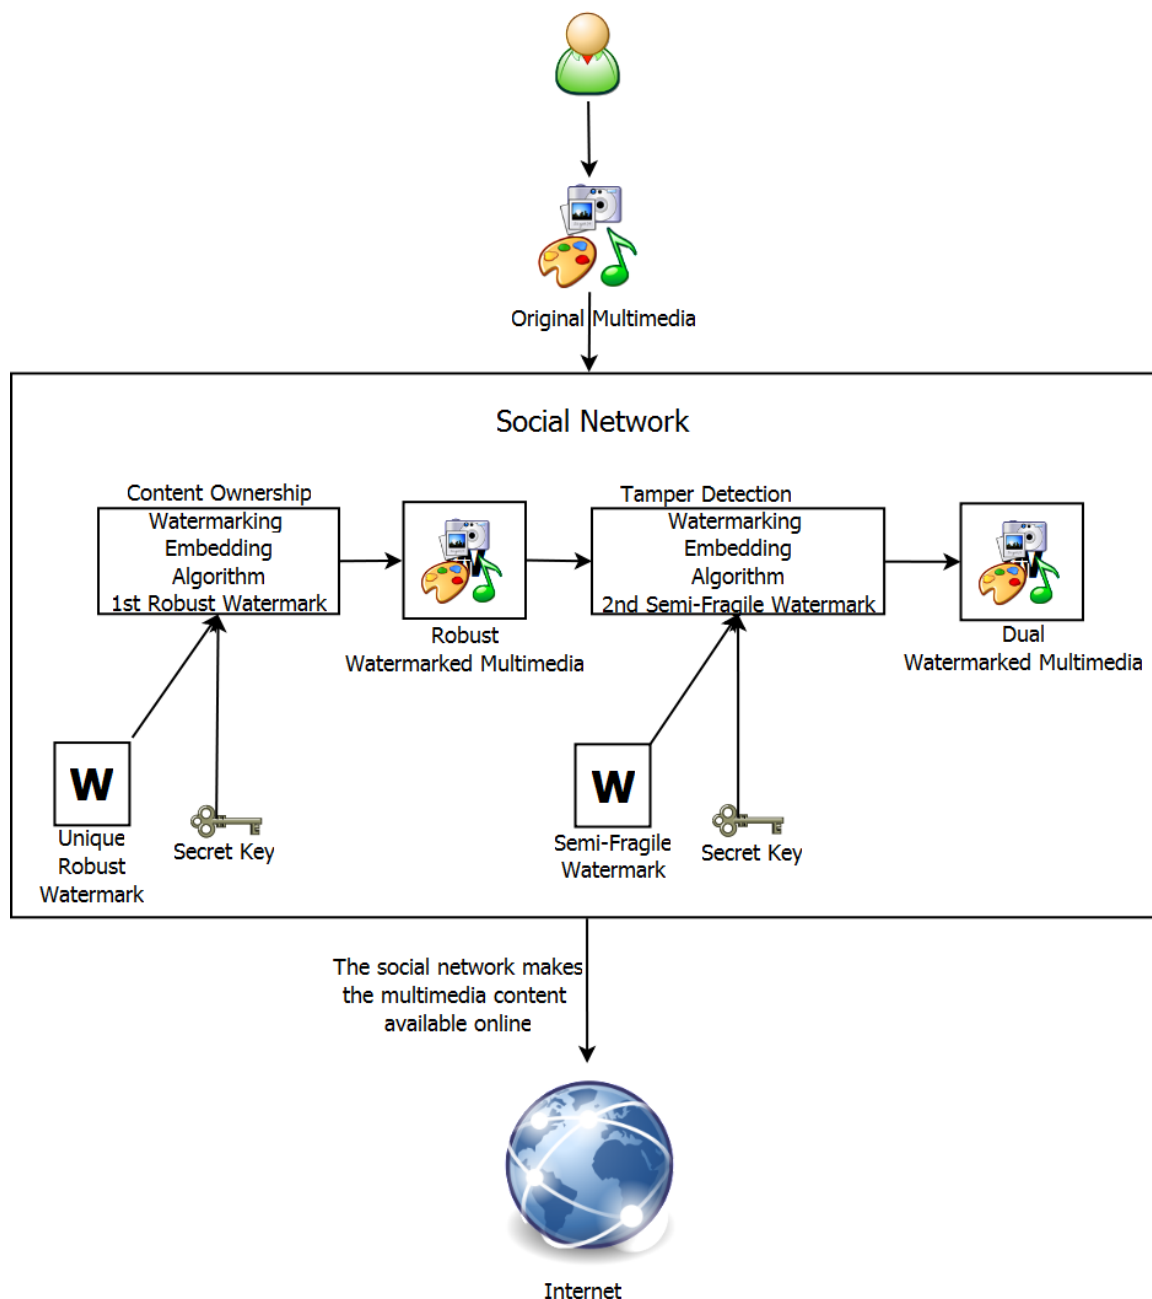 Original Multimedia
Social Network
Content Ownership
Watermarking
Embedding
Algorithm
1st Robust Watermark
Robust
Watermarked Multimedia
Tamper Detection
Watermarking
Embedding
Algorithm
2nd Semi-Fragile Watermark
Dual
Watermarked Multimedia
W
Unique
Robust
Watermark
Secret Key
W
Semi-Fragile
Watermark
Secret Key
The social network makes
the multimedia content
available online
Internet